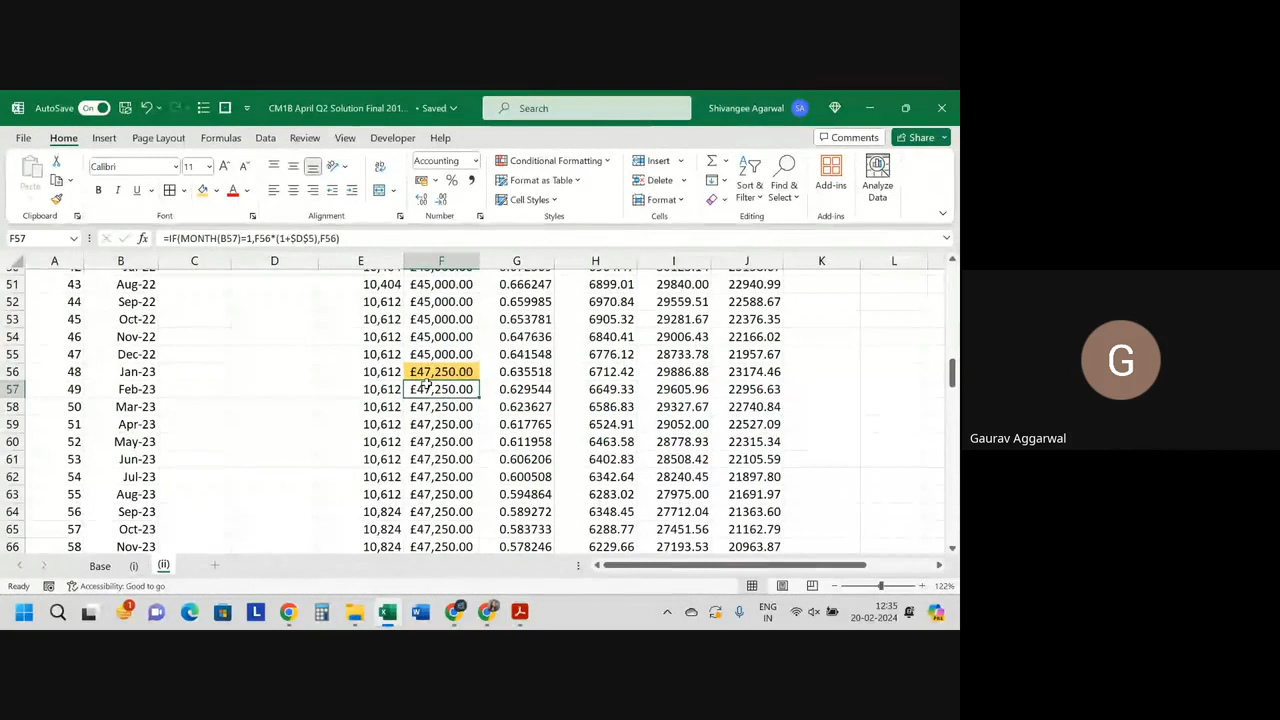 AutoSave On CM1B April Q2 Solution Final 201... • Saved Search Shivangee Agarwal SA
File Home Insert Page Layout Formulas Data Review View Developer Help Comments Share
Paste Calibri 11 Accounting Conditional Formatting Insert Sort & Filter Find & Select Add-ins Analyze Data
B I U A % Format as Table Delete
Cell Styles Format
Clipboard Font Alignment Number Styles Cells Editing Add-ins
F57 fx =IF(MONTH(B57)=1,F56*(1+$D$5),F56)
A B C D E F G H I J K L
51 43 Aug-22 10,404 £45,000.00 0.666247 6899.01 29840.00 22940.99
52 44 Sep-22 10,612 £45,000.00 0.659985 6970.84 29559.51 22588.67
53 45 Oct-22 10,612 £45,000.00 0.653781 6905.32 29281.67 22376.35
54 46 Nov-22 10,612 £45,000.00 0.647636 6840.41 29006.43 22166.02
55 47 Dec-22 10,612 £45,000.00 0.641548 6776.12 28733.78 21957.67
56 48 Jan-23 10,612 £47,250.00 0.635518 6712.42 29886.88 23174.46
57 49 Feb-23 10,612 £47,250.00 0.629544 6649.33 29605.96 22956.63
58 50 Mar-23 10,612 £47,250.00 0.623627 6586.83 29327.67 22740.84
59 51 Apr-23 10,612 £47,250.00 0.617765 6524.91 29052.00 22527.09
60 52 May-23 10,612 £47,250.00 0.611958 6463.58 28778.93 22315.34
61 53 Jun-23 10,612 £47,250.00 0.606206 6402.83 28508.42 22105.59
62 54 Jul-23 10,612 £47,250.00 0.600508 6342.64 28240.45 21897.80
63 55 Aug-23 10,612 £47,250.00 0.594864 6283.02 27975.00 21691.97
64 56 Sep-23 10,824 £47,250.00 0.589272 6348.45 27712.04 21363.60
65 57 Oct-23 10,824 £47,250.00 0.583733 6288.77 27451.56 21162.79
66 58 Nov-23 10,824 £47,250.00 0.578246 6229.66 27193.53 20963.87
Base (i) (ii)
Ready Accessibility: Good to go 122%
ENG IN 12:35 20-02-2024
G
Gaurav Aggarwal